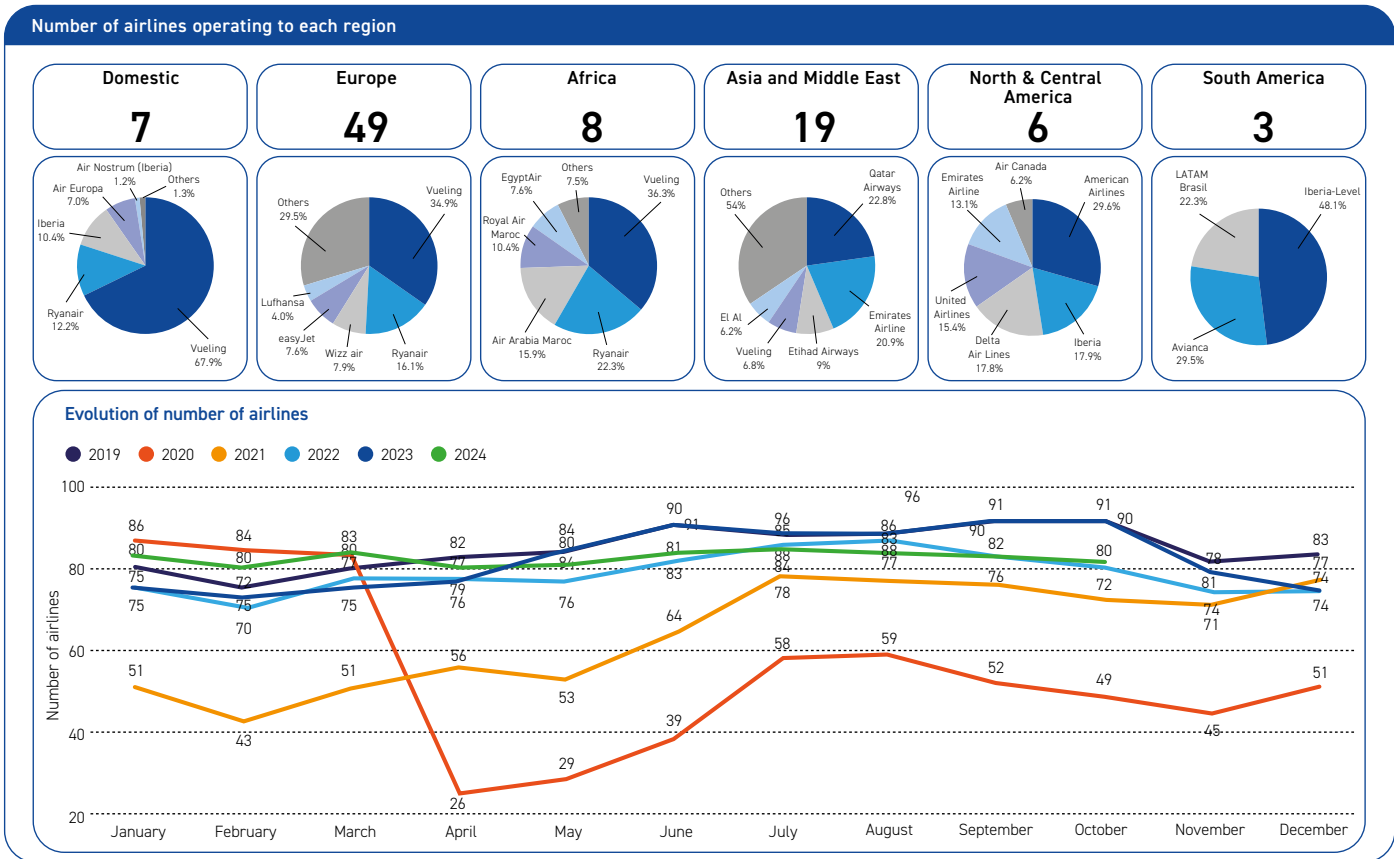 Number of airlines operating to each region
Domestic
7
Europe
49
Africa
8
Asia and Middle East
19
North & Central
America
6
South America
3
Air Nostrum (Iberia)
1.2%
Others
1.3%
Air Europa
7.0%
Iberia
10.4%
Ryanair
12.2%
Vueling
67.9%
Others
29.5%
Vueling
34.9%
Lufhansa
4.0%
easyJet
7.6%
Wizz air
7.9%
Ryanair
16.1%
EgyptAir
7.6%
Others
7.5%
Vueling
36.3%
Royal Air
Maroc
10.4%
Air Arabia Maroc
15.9%
Ryanair
22.3%
Others
54%
Qatar
Airways
22.8%
El Al
6.2%
Vueling
6.8%
Etihad Airways
9%
Emirates
Airline
20.9%
Air Canada
6.2%
Emirates
Airline
13.1%
American
Airlines
29.6%
United
Airlines
15.4%
Delta
Air Lines
17.8%
Iberia
17.9%
LATAM
Brasil
22.3%
Iberia-Level
48.1%
Avianca
29.5%
Evolution of number of airlines
2019 2020 2021 2022 2023 2024
Number of airlines
100
80
60
40
20
86
80
75
75
51
84
80
72
75
70
43
83
80
77
75
51
82
77
79
76
56
26
84
80
84
76
53
29
90
91
81
83
64
39
96
85
88
84
78
58
96
86
83
88
77
59
91
90
82
76
52
91
90
80
72
49
78
81
74
71
45
83
77
74
74
51
January February March April May June July August September October November December